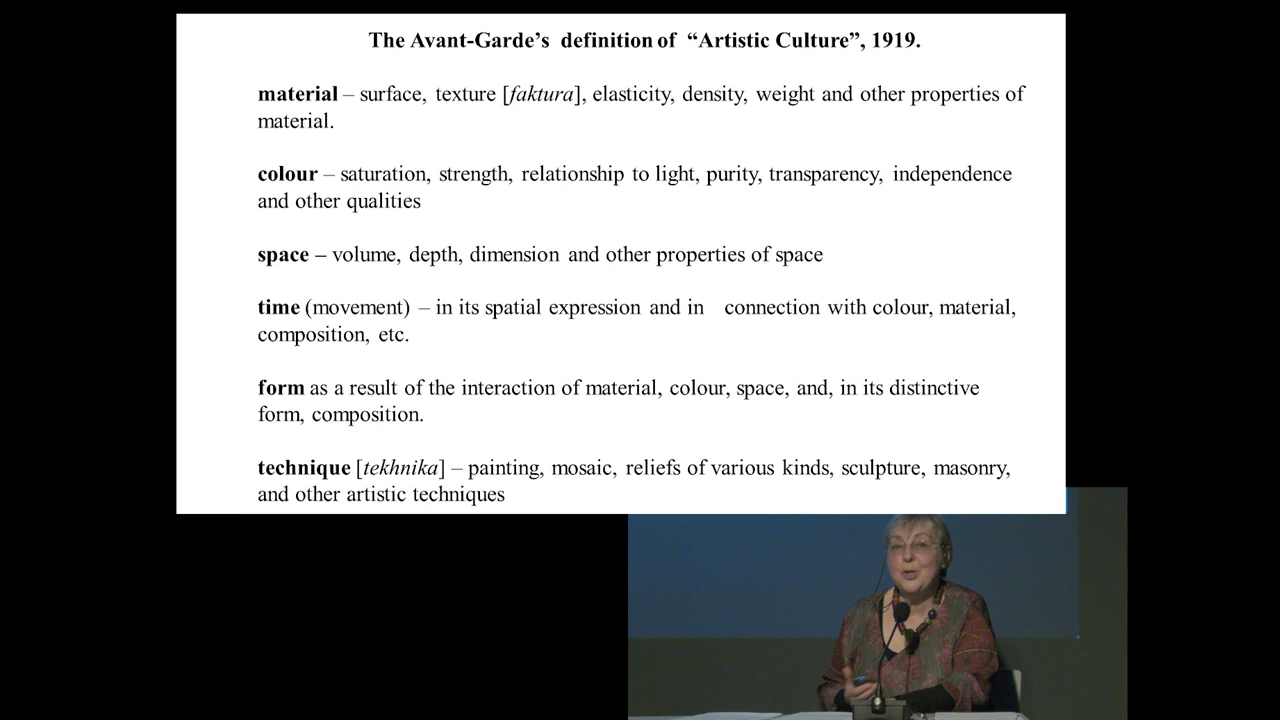 The Avant-Garde's definition of “Artistic Culture”, 1919.
material – surface, texture [faktura], elasticity, density, weight and other properties of
material.
colour – saturation, strength, relationship to light, purity, transparency, independence
and other qualities
space – volume, depth, dimension and other properties of space
time (movement) – in its spatial expression and in connection with colour, material,
composition, etc.
form as a result of the interaction of material, colour, space, and, in its distinctive
form, composition.
technique [tekhnika] – painting, mosaic, reliefs of various kinds, sculpture, masonry,
and other artistic techniques